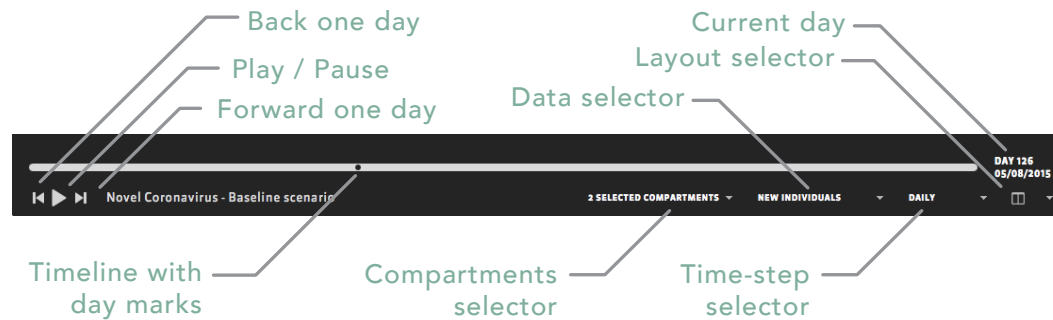 Back one day
Current day
Play / Pause
Layout selector
Forward one day
Data selector
DAY 126
05/08/2015
Novel Coronavirus - Baseline scenario
2 SELECTED COMPARTMENTS
NEW INDIVIDUALS
DAILY
Timeline with
day marks
Compartments
selector
Time-step
selector